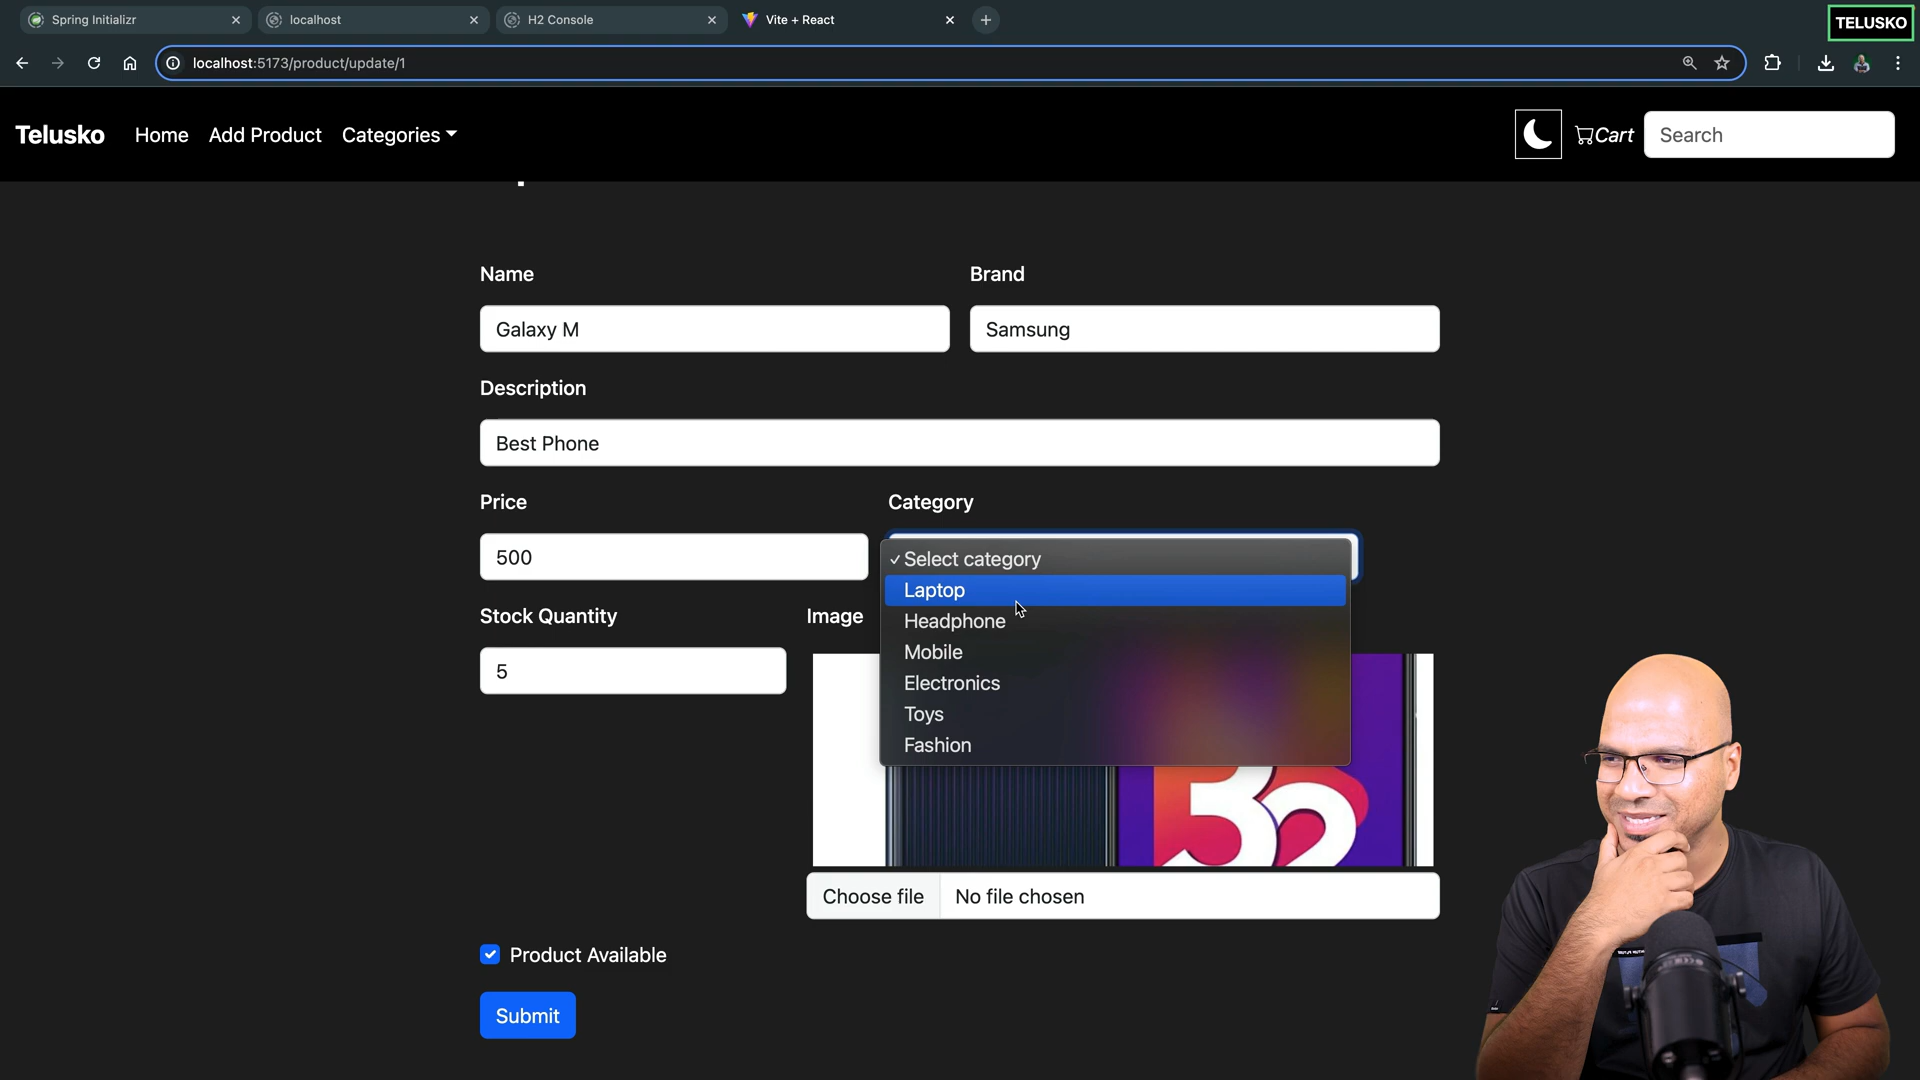 Spring Initializr
localhost
H2 Console
Vite + React
TELUSKO
localhost:5173/product/update/1
Telusko
Home
Add Product
Categories
Cart
Search
Name
Brand
Galaxy M
Samsung
Description
Best Phone
Price
Category
500
✓ Select category
Laptop
Headphone
Mobile
Electronics
Toys
Fashion
Stock Quantity
Image
5
32
Choose file
No file chosen
Product Available
Submit